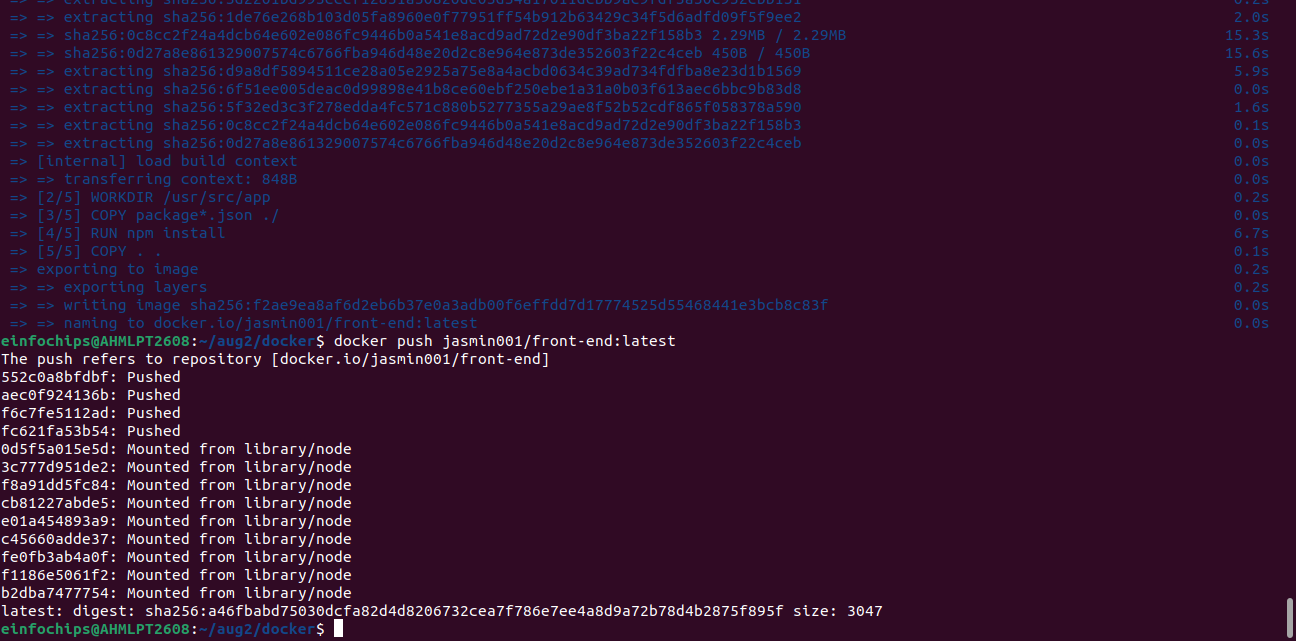 => => extracting sha256:1de76e268b103d05fa8960e0f77951ff54b912b63429c34f5d6adfd09f5f9ee2 2.0s
=> => sha256:0c8cc2f24a4dcb64e602e086fc9446b0a541e8acd9ad72d2e90df3ba22f158b3 2.29MB / 2.29MB 15.3s
=> => sha256:0d27a8e861329007574c6766fba946d48e20d2c8e964e873de352603f22c4ceb 450B / 450B 15.6s
=> => extracting sha256:d9a8df5894511ce28a05e2925a75e8a4acbd0634c39ad734fdfba8e23d1b1569 5.9s
=> => extracting sha256:6f51ee005deac0d99898e41b8ce60ebf250ebe1a31a0b03f613aec6bbc9b83d8 0.0s
=> => extracting sha256:5f32ed3c3f278edda4fc571c880b5277355a29ae8f52b52cdf865f058378a590 1.6s
=> => extracting sha256:0c8cc2f24a4dcb64e602e086fc9446b0a541e8acd9ad72d2e90df3ba22f158b3 0.1s
=> => extracting sha256:0d27a8e861329007574c6766fba946d48e20d2c8e964e873de352603f22c4ceb 0.0s
=> [internal] load build context 0.0s
=> => transferring context: 848B 0.0s
=> [2/5] WORKDIR /usr/src/app 0.2s
=> [3/5] COPY package*.json ./ 0.0s
=> [4/5] RUN npm install 6.7s
=> [5/5] COPY . . 0.1s
=> exporting to image 0.2s
=> => exporting layers 0.2s
=> => writing image sha256:f2ae9ea8af6d2eb6b37e0a3adb00f6effdd7d17774525d55468441e3bcb8c83f 0.0s
=> => naming to docker.io/jasmin001/front-end:latest 0.0s
einfochips@AHMLPT2608:~/aug2/docker$ docker push jasmin001/front-end:latest
The push refers to repository [docker.io/jasmin001/front-end]
552c0a8bfdbf: Pushed
aec0f924136b: Pushed
f6c7fe5112ad: Pushed
fc621fa53b54: Pushed
0d5f5a015e5d: Mounted from library/node
3c777d951de2: Mounted from library/node
f8a91dd5fc84: Mounted from library/node
cb81227abde5: Mounted from library/node
e01a454893a9: Mounted from library/node
c45660adde37: Mounted from library/node
fe0fb3ab4a0f: Mounted from library/node
f1186e5061f2: Mounted from library/node
b2dba7477754: Mounted from library/node
latest: digest: sha256:a46fbabd75030dcfa82d4d8206732cea7f786e7ee4a8d9a72b78d4b2875f895f size: 3047
einfochips@AHMLPT2608:~/aug2/docker$